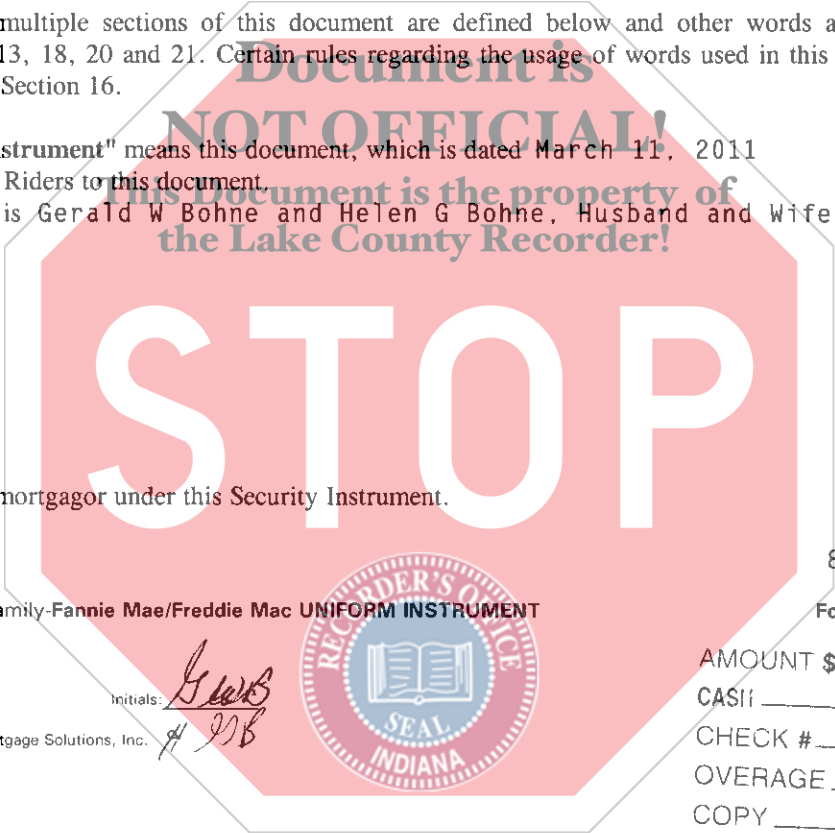 multiple sections of this document are defined below and other words a
13, 18, 20 and 21. Certain rules regarding the usage of words used in this
Document is
Section 16.
NOT OFFICIAL!
strument" means this document, which is dated March 11, 2011
Riders to this document.
This Document is the property of
is Gerald W Bohne and Helen G Bohne, Husband and Wife
the Lake County Recorder!
STOP
mortgagor under this Security Instrument.
8
amily-Fannie Mae/Freddie Mac UNIFORM INSTRUMENT
Fo
RECORDER'S OFFICE
SEAL
INDIANA
AMOUNT $
Initials: GWB
CASH
tgage Solutions, Inc. HGB
CHECK #
OVERAGE
COPY